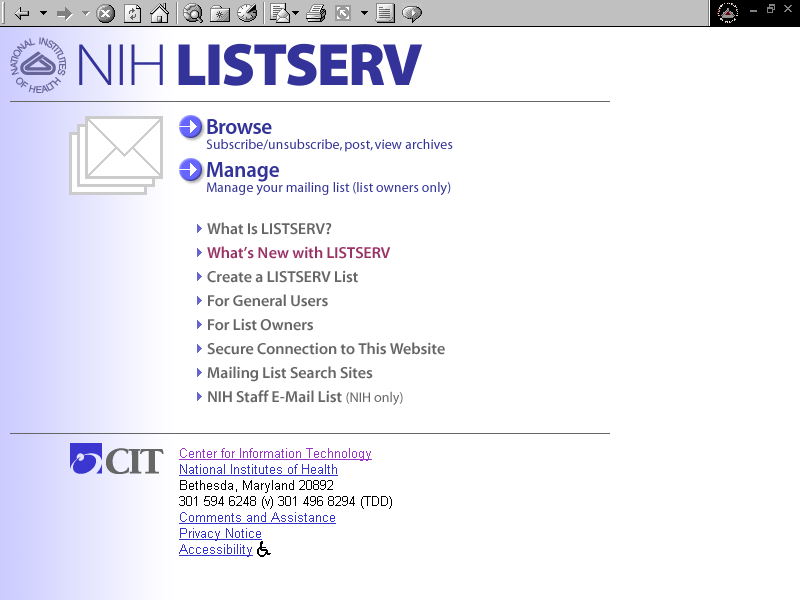 NATIONAL INSTITUTES OF HEALTH
NIH LISTSERV
Browse
Subscribe/unsubscribe, post, view archives
Manage
Manage your mailing list (list owners only)
What Is LISTSERV?
What's New with LISTSERV
Create a LISTSERV List
For General Users
For List Owners
Secure Connection to This Website
Mailing List Search Sites
NIH Staff E-Mail List (NIH only)
CIT
Center for Information Technology
National Institutes of Health
Bethesda, Maryland 20892
301 594 6248 (v) 301 496 8294 (TDD)
Comments and Assistance
Privacy Notice
Accessibility